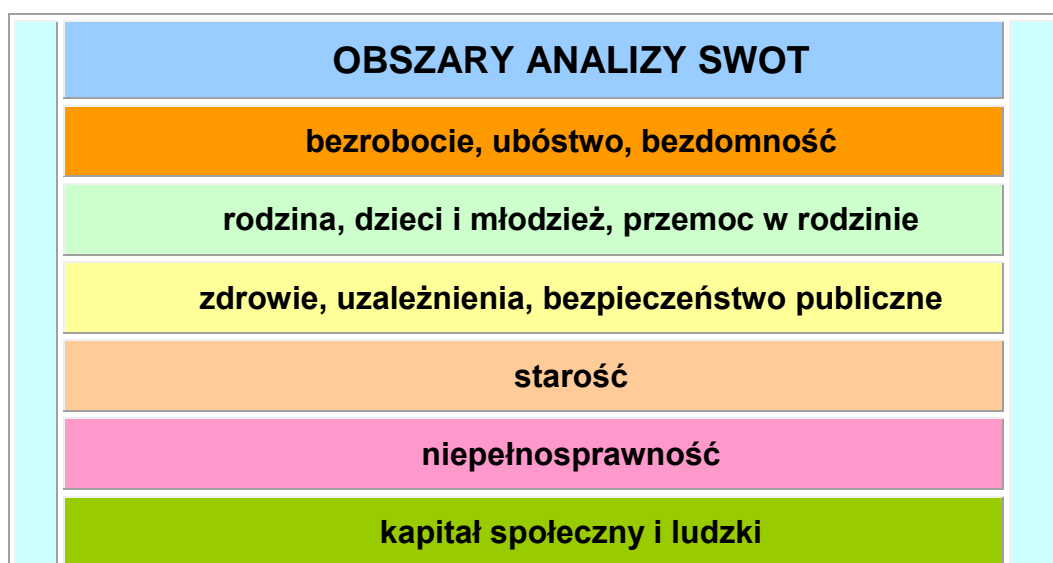 OBSZARY ANALIZY SWOT
bezrobocie, ubóstwo, bezdomność
rodzina, dzieci i młodzież, przemoc w rodzinie
zdrowie, uzależnienia, bezpieczeństwo publiczne
starość
niepełnosprawność
kapitał społeczny i ludzki